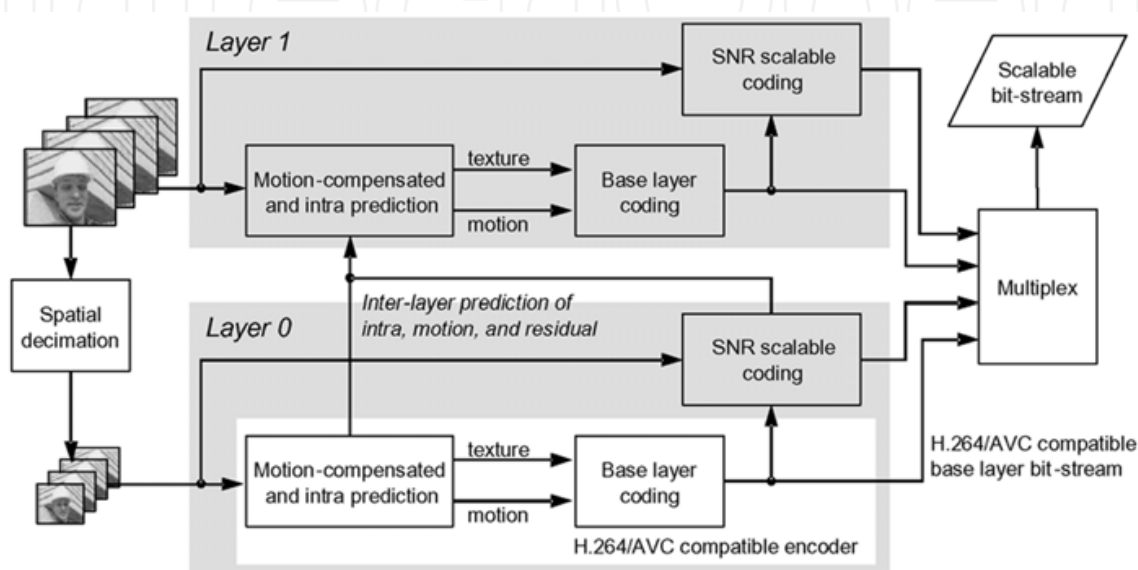 Layer 1
SNR scalable
coding
Scalable
bit-stream
Motion-compensated
and intra prediction
texture
motion
Base layer
coding
Spatial
decimation
Inter-layer prediction of
intra, motion, and residual
Multiplex
Layer 0
SNR scalable
coding
Motion-compensated
and intra prediction
texture
motion
Base layer
coding
H.264/AVC compatible
base layer bit-stream
H.264/AVC compatible encoder